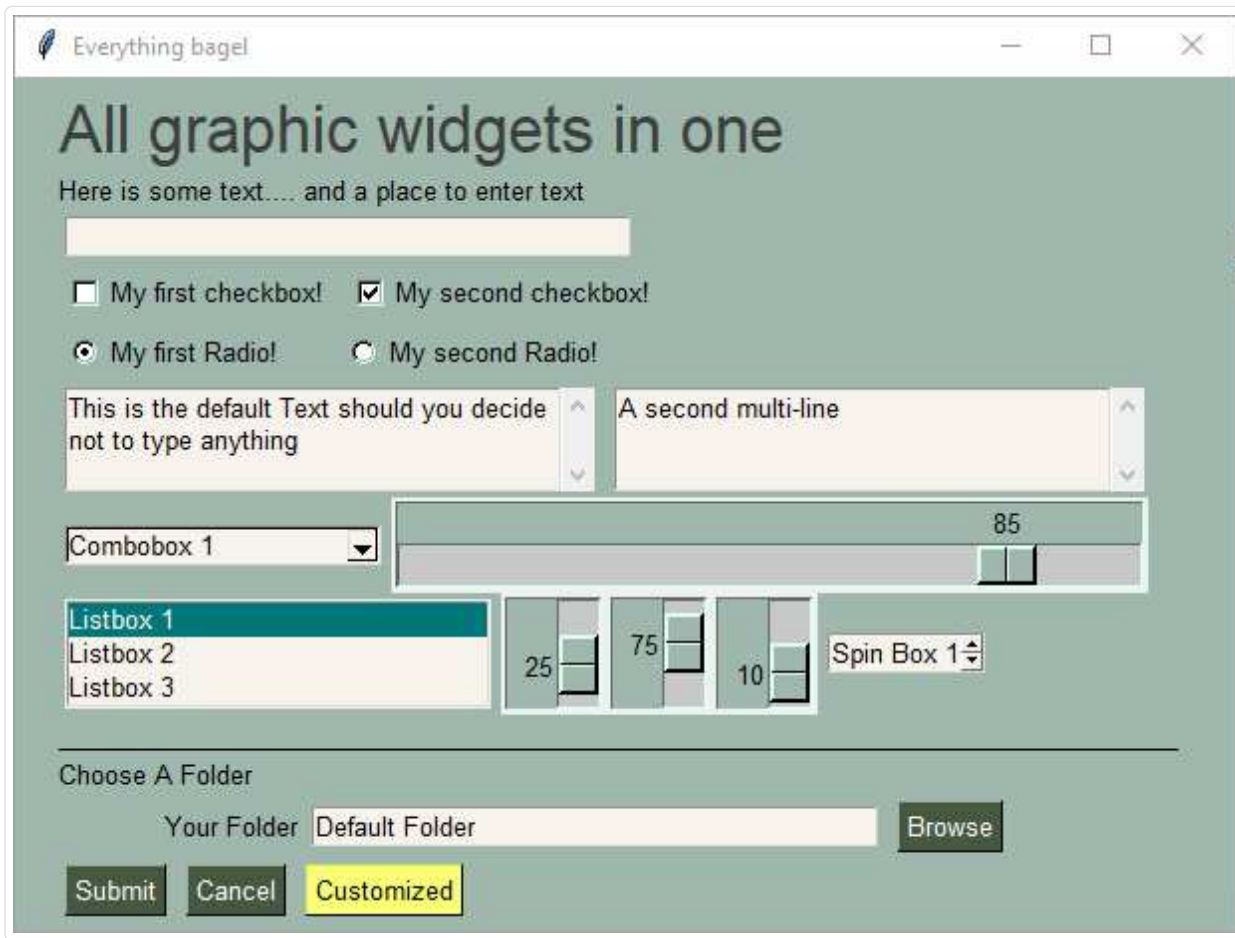 Everything bagel
All graphic widgets in one
Here is some text.... and a place to enter text
My first checkbox! My second checkbox!
My first Radio! My second Radio!
This is the default Text should you decide
not to type anything
A second multi-line
85
Combobox 1
Listbox 1
Listbox 2
Listbox 3
25 75 10
Spin Box 1
Choose A Folder
Your Folder Default Folder Browse
Submit Cancel Customized